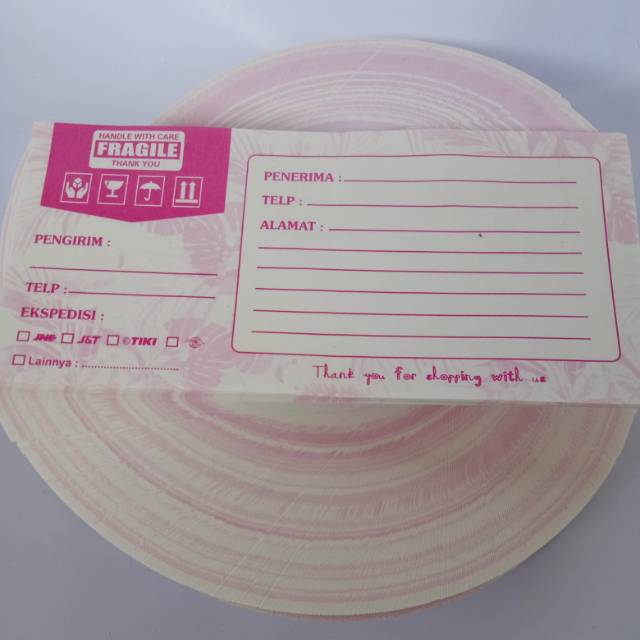 HANDLE WITH CARE
FRAGILE
THANK YOU
PENGIRIM :
TELP :
EKSPEDISI :
JNE J&T TIKI
Lainnya : ................................
PENERIMA :
TELP :
ALAMAT :
Thank you for shopping with us